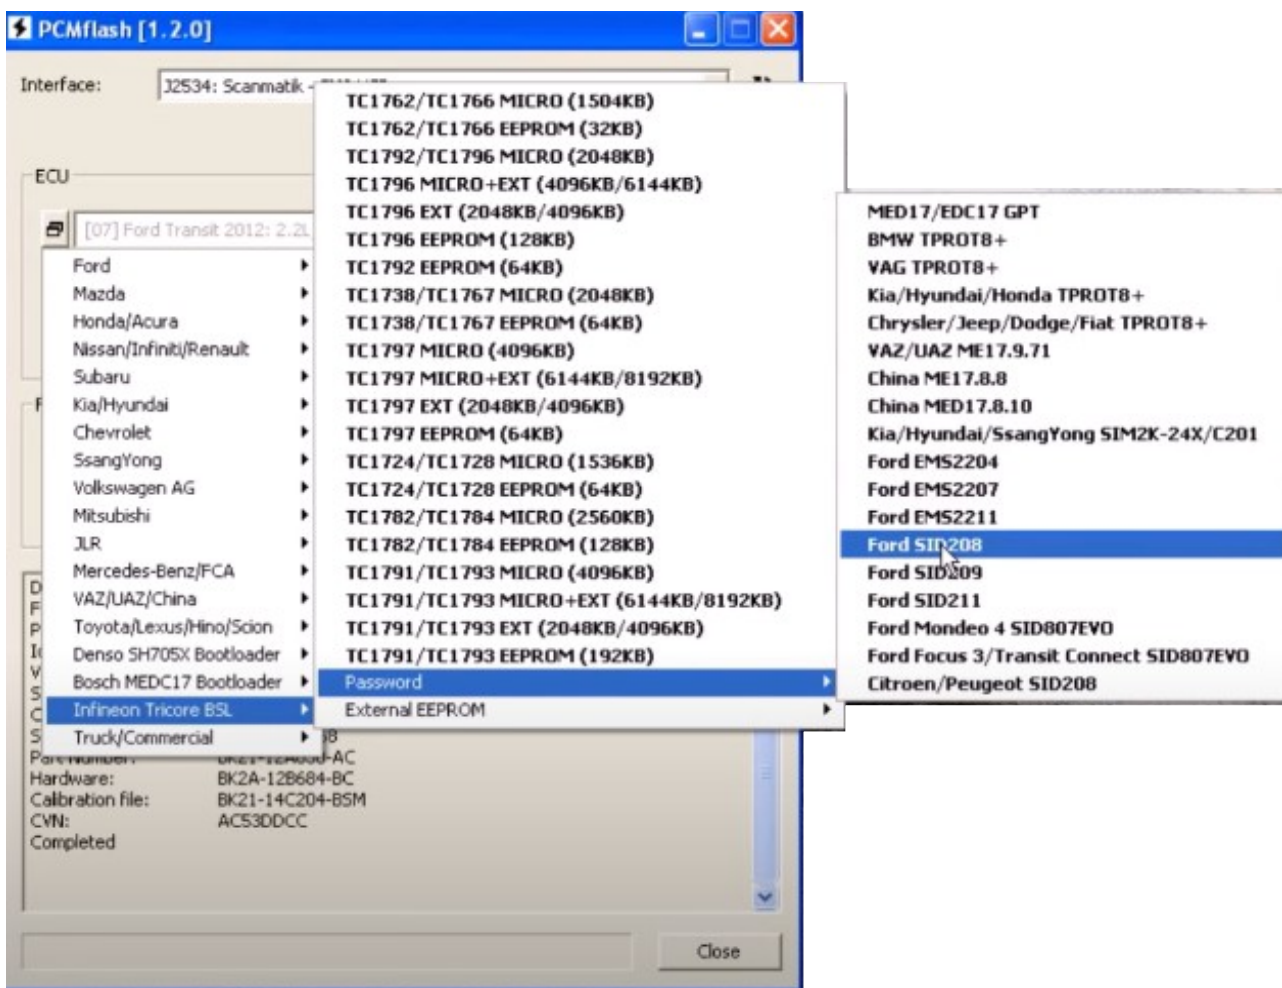 PCMflash [1.2.0]
Interface:
J2534: Scanmatik -
ECU
[07] Ford Transit 2012: 2.2L
Ford
Mazda
Honda/Acura
Nissan/Infiniti/Renault
Subaru
Kia/Hyundai
Chevrolet
SsangYong
Volkswagen AG
Mitsubishi
JLR
Mercedes-Benz/FCA
VAZ/UAZ/China
Toyota/Lexus/Hino/Scion
Denso SH705X Bootloader
Bosch MEDC17 Bootloader
Infineon Tricore BSL
Truck/Commercial
TC1762/TC1766 MICRO (1504KB)
TC1762/TC1766 EEPROM (32KB)
TC1792/TC1796 MICRO (2048KB)
TC1796 MICRO+EXT (4096KB/6144KB)
TC1796 EXT (2048KB/4096KB)
TC1796 EEPROM (128KB)
TC1792 EEPROM (64KB)
TC1738/TC1767 MICRO (2048KB)
TC1738/TC1767 EEPROM (64KB)
TC1797 MICRO (4096KB)
TC1797 MICRO+EXT (6144KB/8192KB)
TC1797 EXT (2048KB/4096KB)
TC1797 EEPROM (64KB)
TC1724/TC1728 MICRO (1536KB)
TC1724/TC1728 EEPROM (64KB)
TC1782/TC1784 MICRO (2560KB)
TC1782/TC1784 EEPROM (128KB)
TC1791/TC1793 MICRO (4096KB)
TC1791/TC1793 MICRO+EXT (6144KB/8192KB)
TC1791/TC1793 EXT (2048KB/4096KB)
TC1791/TC1793 EEPROM (192KB)
Password
External EEPROM
MED17/EDC17 GPT
BMW TPROT8+
VAG TPROT8+
Kia/Hyundai/Honda TPROT8+
Chrysler/Jeep/Dodge/Fiat TPROT8+
VAZ/UAZ ME17.9.71
China ME17.8.8
China MED17.8.10
Kia/Hyundai/SsangYong SIM2K-24X/C201
Ford EMS2204
Ford EMS2207
Ford EMS2211
Ford SID208
Ford SID209
Ford SID211
Ford Mondeo 4 SID807EVO
Ford Focus 3/Transit Connect SID807EVO
Citroen/Peugeot SID208
Part Number:
Hardware: BK2A-12B684-BC
Calibration file: BK21-14C204-BSM
CVN: AC53DDCC
Completed
Close